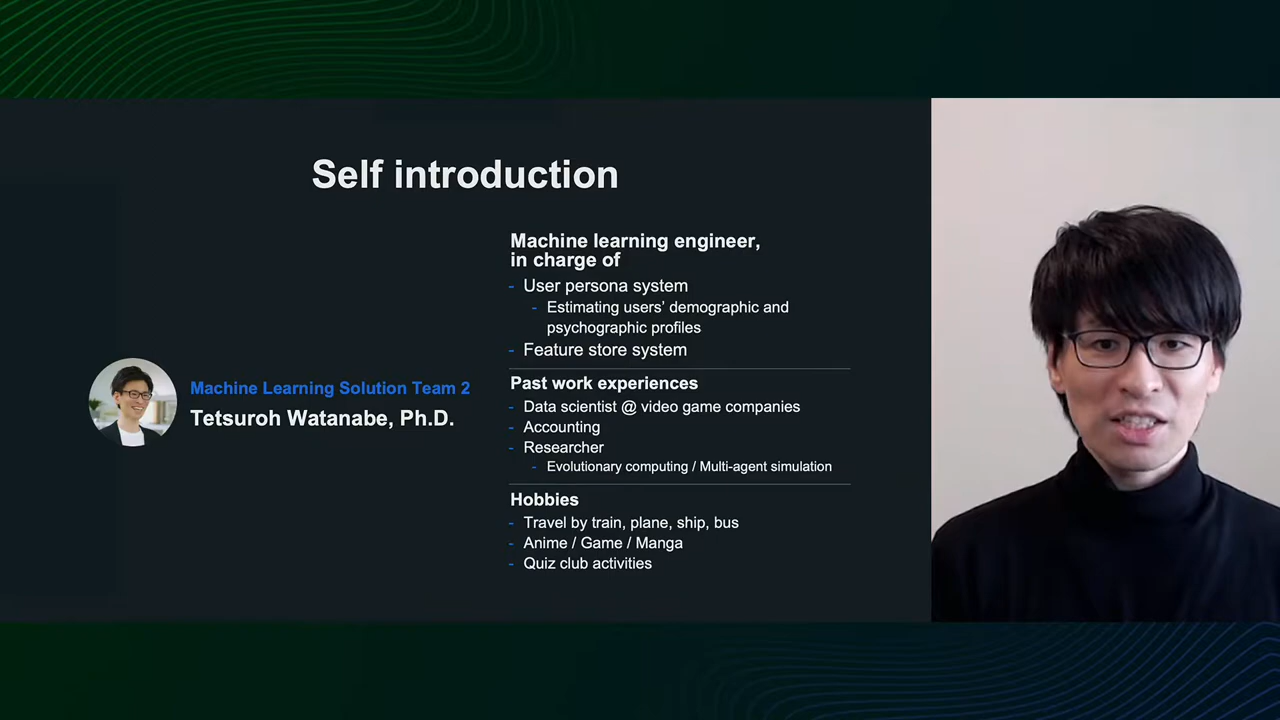 Self introduction
Machine Learning Solution Team 2
Tetsuroh Watanabe, Ph.D.
Machine learning engineer,
in charge of
- User persona system
- Estimating users’ demographic and
psychographic profiles
- Feature store system
Past work experiences
- Data scientist @ video game companies
- Accounting
- Researcher
- Evolutionary computing / Multi-agent simulation
Hobbies
- Travel by train, plane, ship, bus
- Anime / Game / Manga
- Quiz club activities